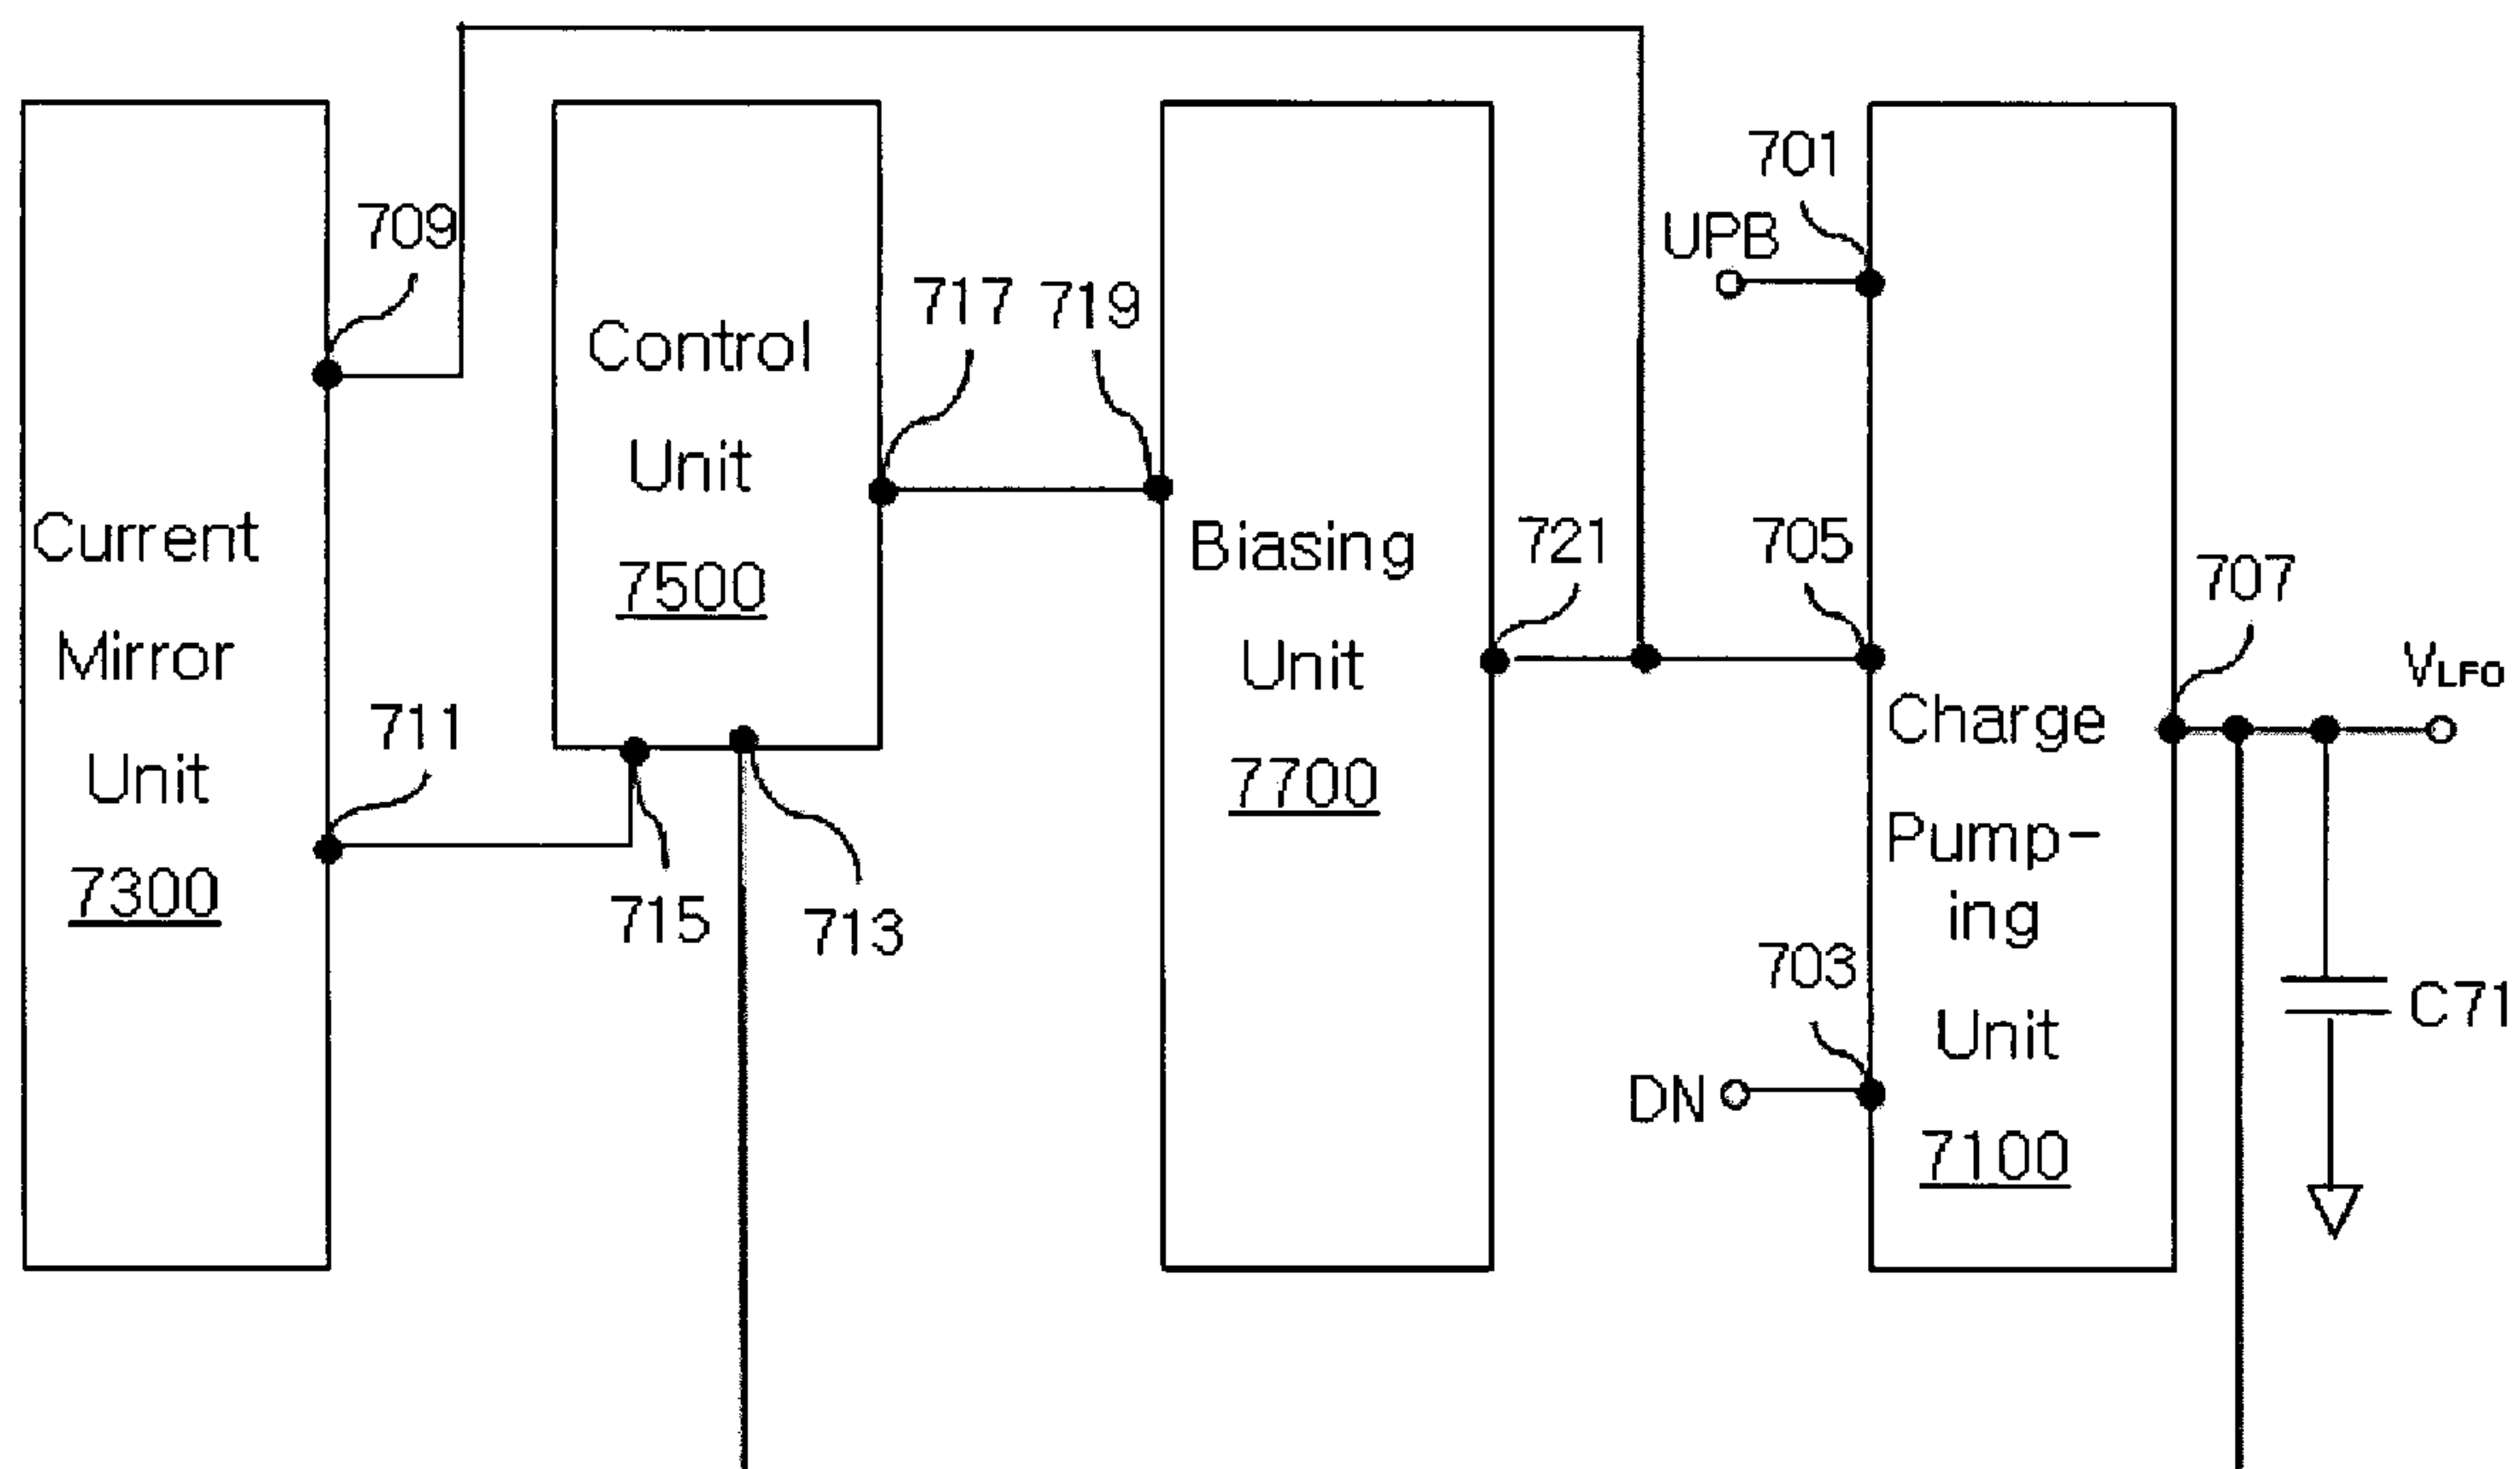 709
Current
Mirror
Unit
7300
711
Control
Unit
7500
715
713
717
719
Biasing
Unit
7700
721
701
UPB
705
703
DN
Charge
Pump-
ing
Unit
7100
707
VLFO
C71